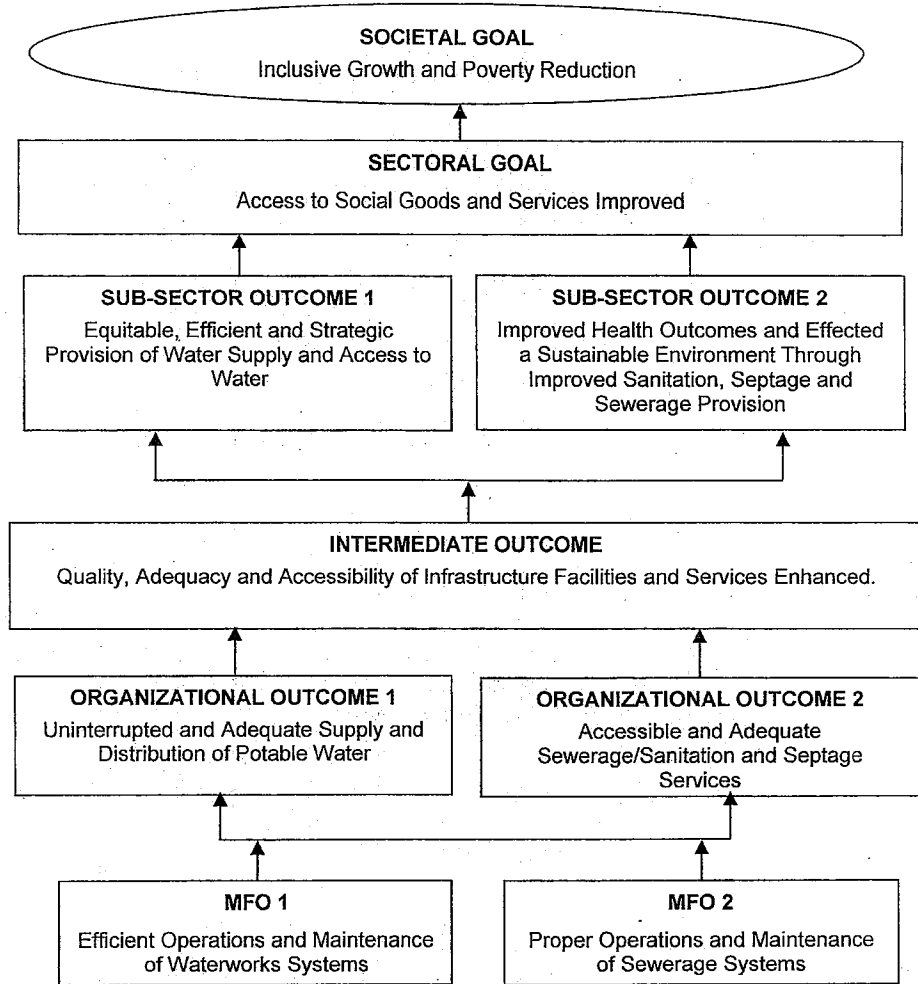 SOCIETAL GOAL
Inclusive Growth and Poverty Reduction
SECTORAL GOAL
Access to Social Goods and Services Improved
SUB-SECTOR OUTCOME 1
Equitable, Efficient and Strategic
Provision of Water Supply and Access to
Water
SUB-SECTOR OUTCOME 2
Improved Health Outcomes and Effected
a Sustainable Environment Through
Improved Sanitation, Septage and
Sewerage Provision
INTERMEDIATE OUTCOME
Quality, Adequacy and Accessibility of Infrastructure Facilities and Services Enhanced.
ORGANIZATIONAL OUTCOME 1
Uninterrupted and Adequate Supply and
Distribution of Potable Water
ORGANIZATIONAL OUTCOME 2
Accessible and Adequate
Sewerage/Sanitation and Septage
Services
MFO 1
Efficient Operations and Maintenance
of Waterworks Systems
MFO 2
Proper Operations and Maintenance
of Sewerage Systems